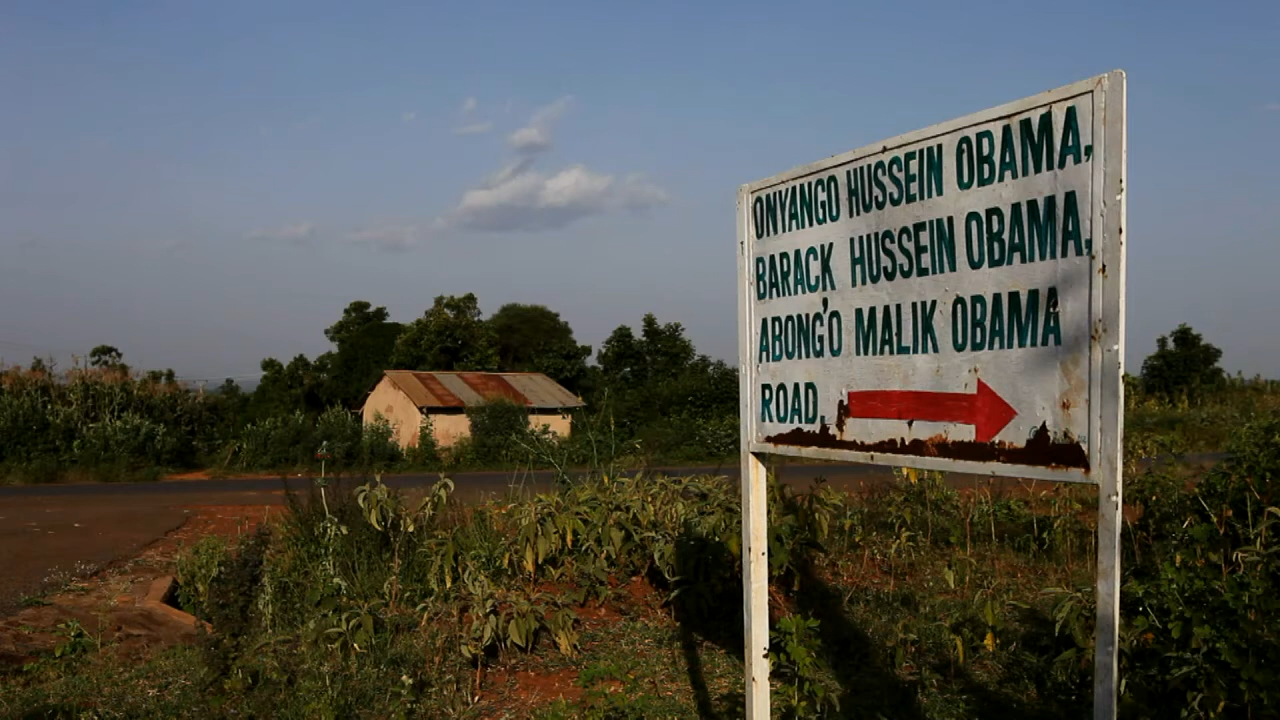 ONYANGO HUSSEIN OBAMA,
BARACK HUSSEIN OBAMA,
ABONG'O MALIK OBAMA
ROAD.